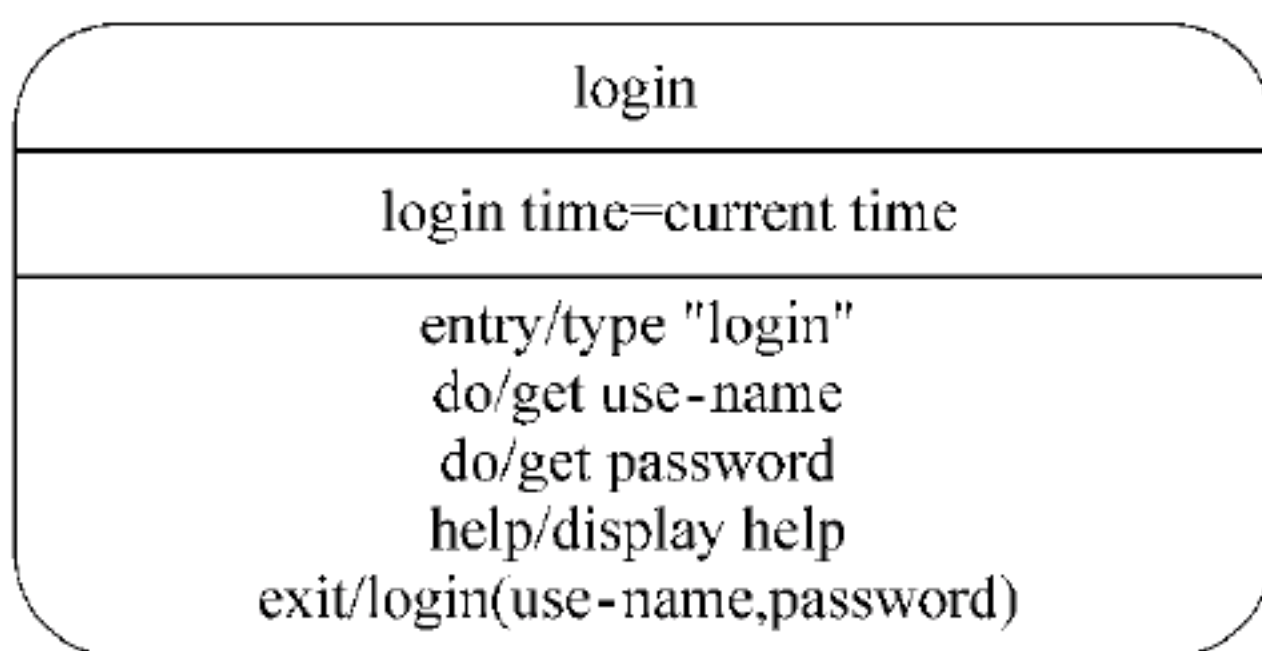 login
login time=current time
entry/type "login"
do/get use-name
do/get password
help/display help
exit/login(use-name,password)